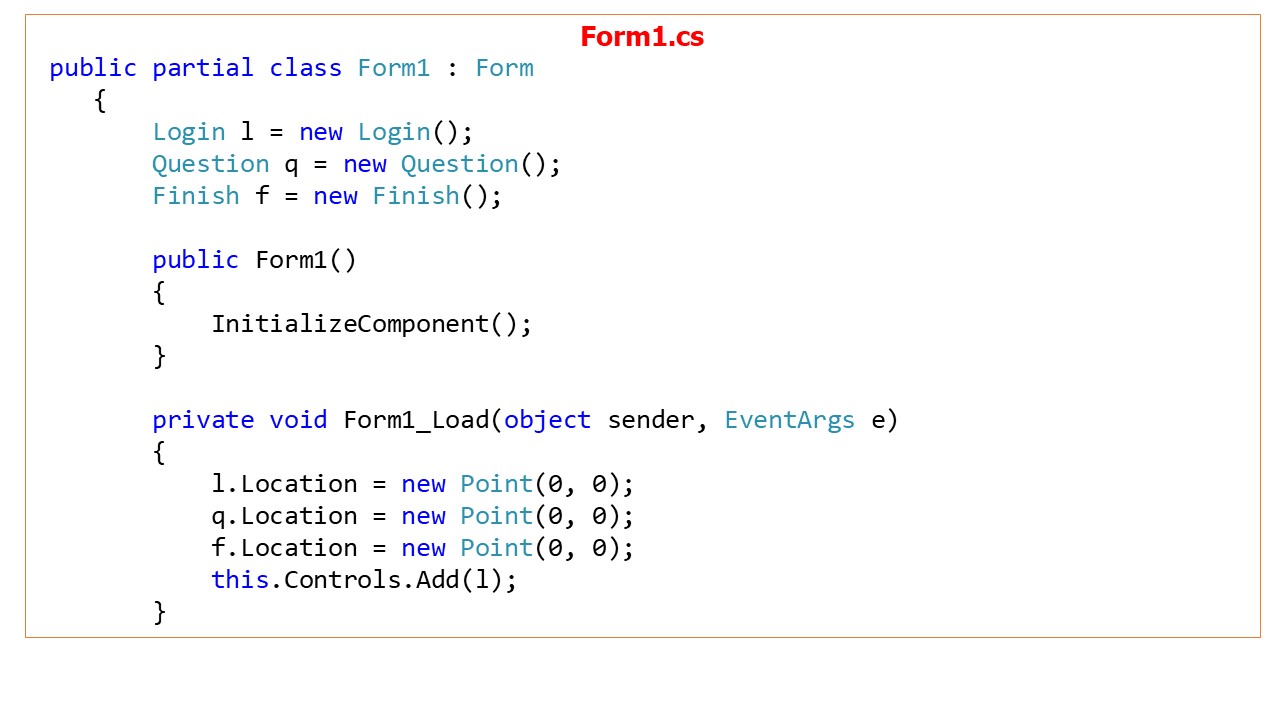 Form1.cs
public partial class Form1 : Form
{
Login l = new Login();
Question q = new Question();
Finish f = new Finish();
public Form1()
{
InitializeComponent();
}
private void Form1_Load(object sender, EventArgs e)
{
l.Location = new Point(0, 0);
q.Location = new Point(0, 0);
f.Location = new Point(0, 0);
this.Controls.Add(l);
}